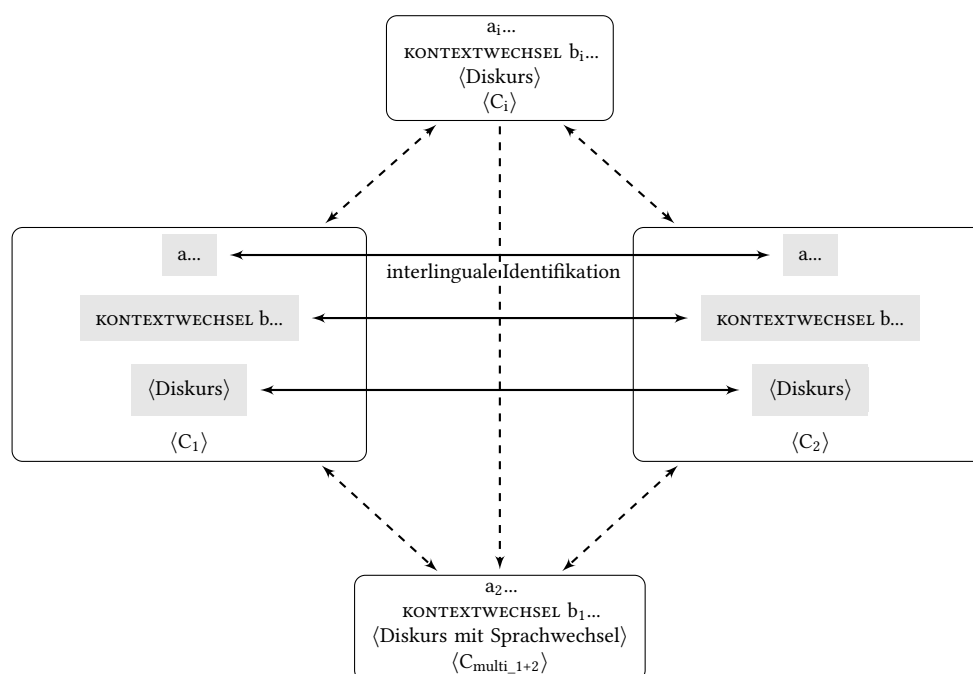 aᵢ...
KONTEXTWECHSEL bᵢ...
⟨Diskurs⟩
⟨Cᵢ⟩
a...
a...
interlinguale Identifikation
KONTEXTWECHSEL b...
KONTEXTWECHSEL b...
⟨Diskurs⟩
⟨Diskurs⟩
⟨C₁⟩
⟨C₂⟩
a₂...
KONTEXTWECHSEL b₁...
⟨Diskurs mit Sprachwechsel⟩
⟨C_multi_1+2⟩